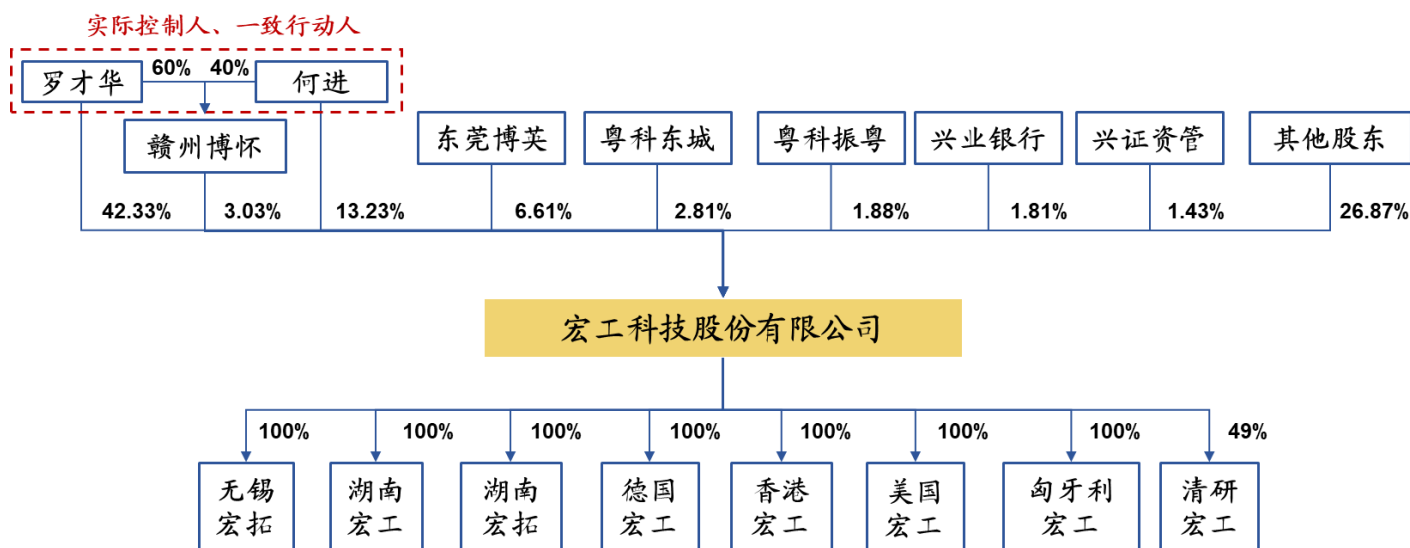 实际控制人、一致行动人
罗才华
60%
40%
何进
赣州博怀
东莞博英
粤科东城
粤科振粤
兴业银行
兴证资管
其他股东
42.33%
3.03%
13.23%
6.61%
2.81%
1.88%
1.81%
1.43%
26.87%
宏工科技股份有限公司
100%
100%
100%
100%
100%
100%
100%
49%
无锡
宏拓
湖南
宏工
湖南
宏拓
德国
宏工
香港
宏工
美国
宏工
匈牙利
宏工
清研
宏工